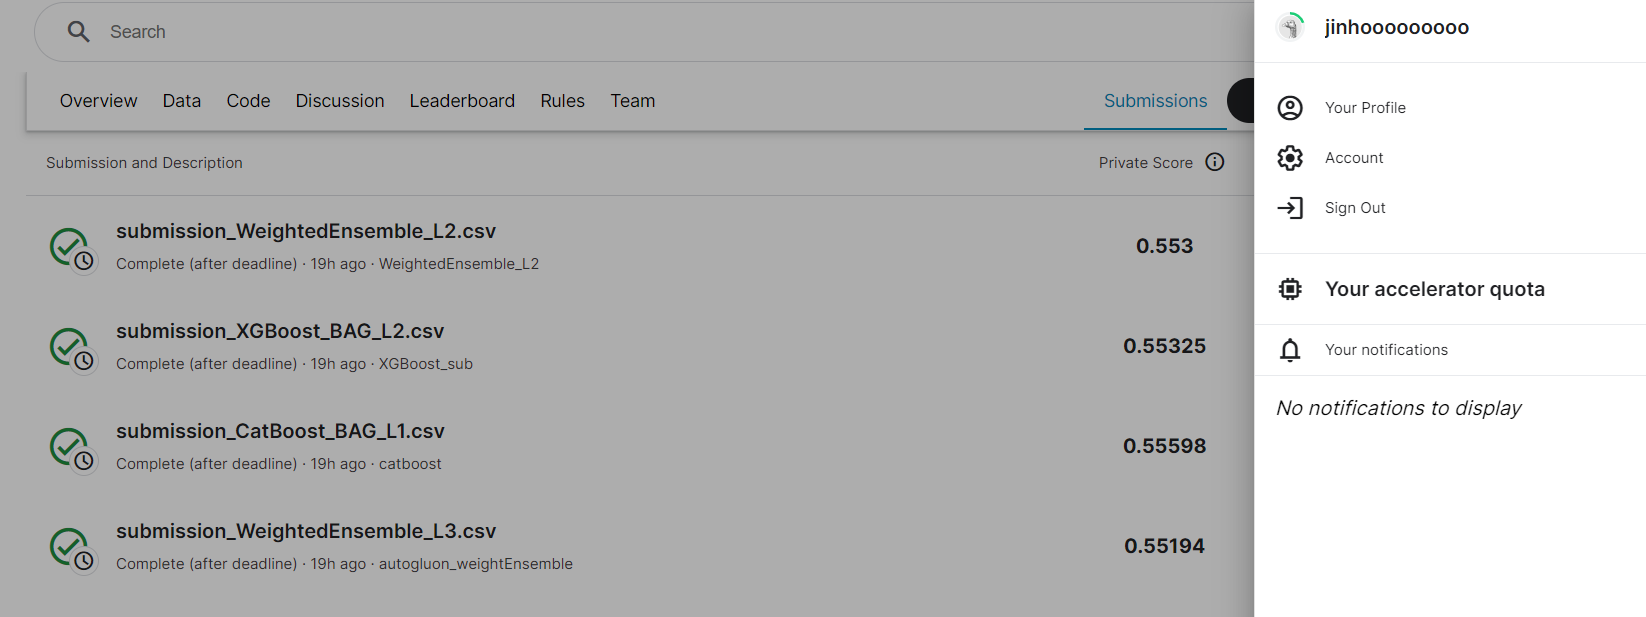 Search
Overview Data Code Discussion Leaderboard Rules Team Submissions
Submission and Description Private Score
submission_WeightedEnsemble_L2.csv
Complete (after deadline) · 19h ago · WeightedEnsemble_L2
0.553
submission_XGBoost_BAG_L2.csv
Complete (after deadline) · 19h ago · XGBoost_sub
0.55325
submission_CatBoost_BAG_L1.csv
Complete (after deadline) · 19h ago · catboost
0.55598
submission_WeightedEnsemble_L3.csv
Complete (after deadline) · 19h ago · autogluon_weightEnsemble
0.55194
jinhooooooooo
Your Profile
Account
Sign Out
Your accelerator quota
Your notifications
No notifications to display